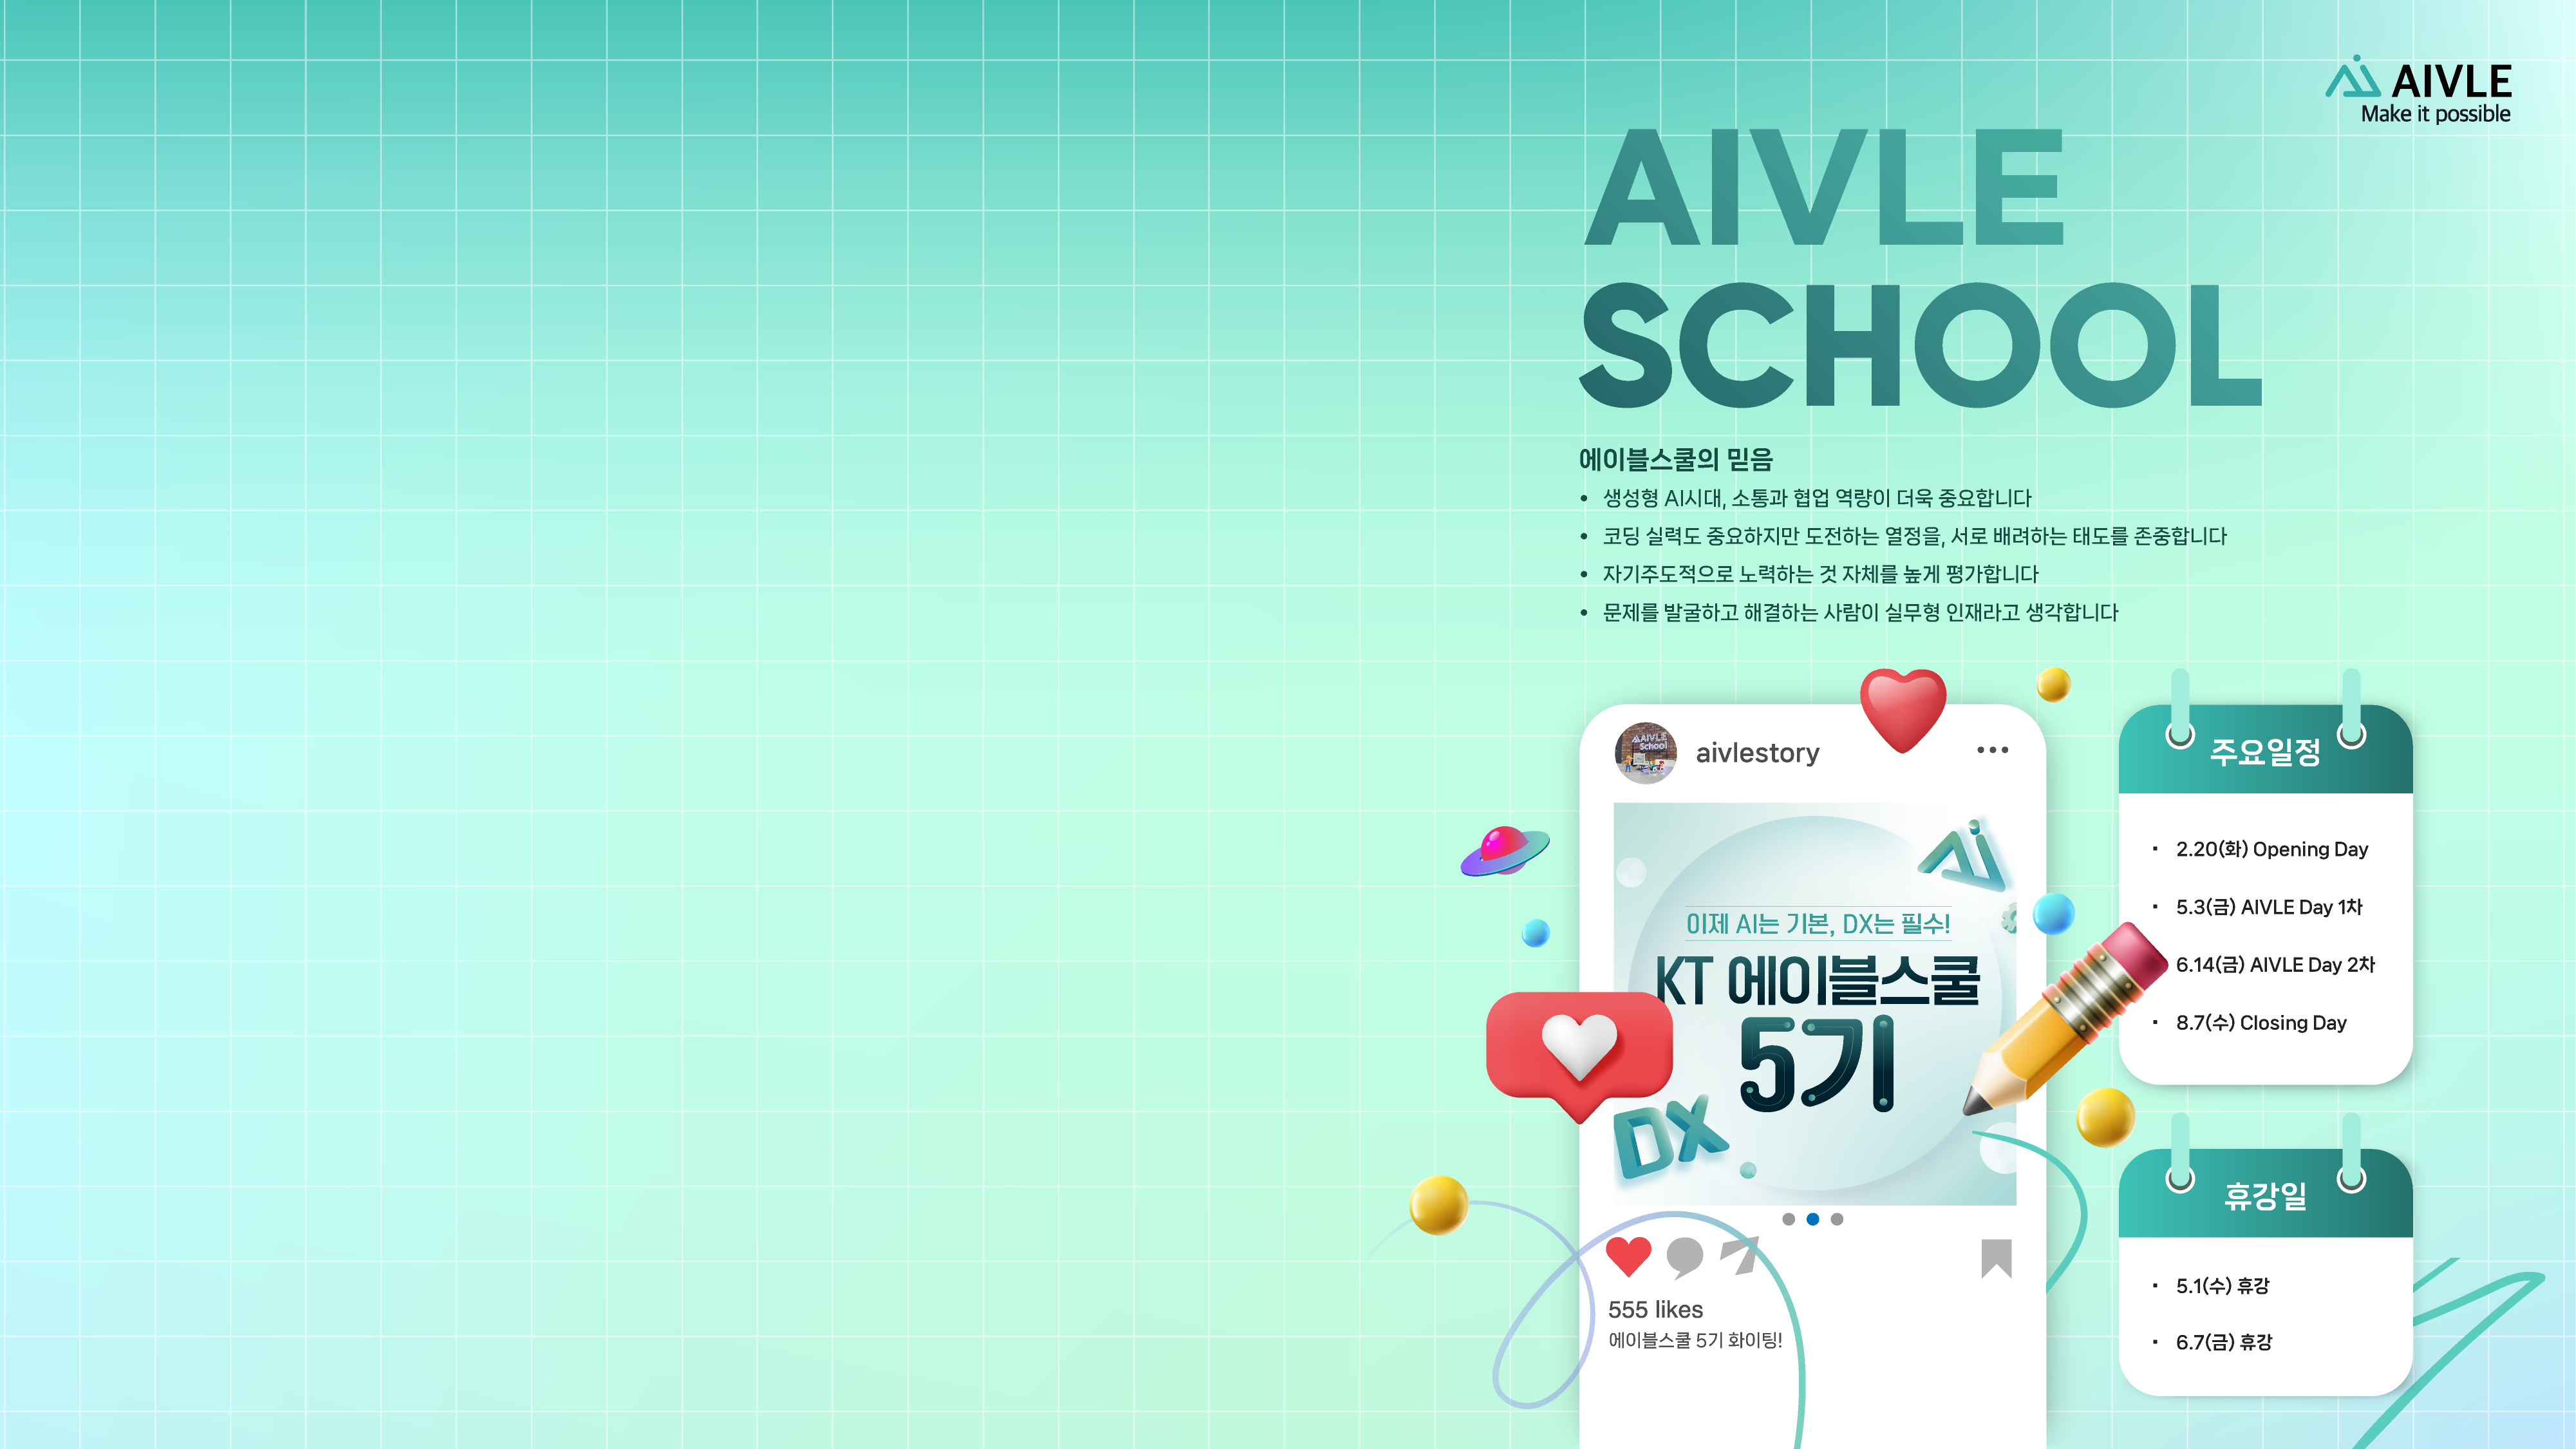 AIVLE
Make it possible
AIVLE
SCHOOL
에이블스쿨의 믿음
• 생성형 AI시대, 소통과 협업 역량이 더욱 중요합니다
• 코딩 실력도 중요하지만 도전하는 열정을, 서로 배려하는 태도를 존중합니다
• 자기주도적으로 노력하는 것 자체를 높게 평가합니다
• 문제를 발굴하고 해결하는 사람이 실무형 인재라고 생각합니다
AIVLE
School
aivlestory
Ai
이제 AI는 기본, DX는 필수!
KT 에이블스쿨
5기
DX
555 likes
에이블스쿨 5기 화이팅!
주요일정
· 2.20(화) Opening Day
· 5.3(금) AIVLE Day 1차
6.14(금) AIVLE Day 2차
· 8.7(수) Closing Day
휴강일
· 5.1(수) 휴강
· 6.7(금) 휴강